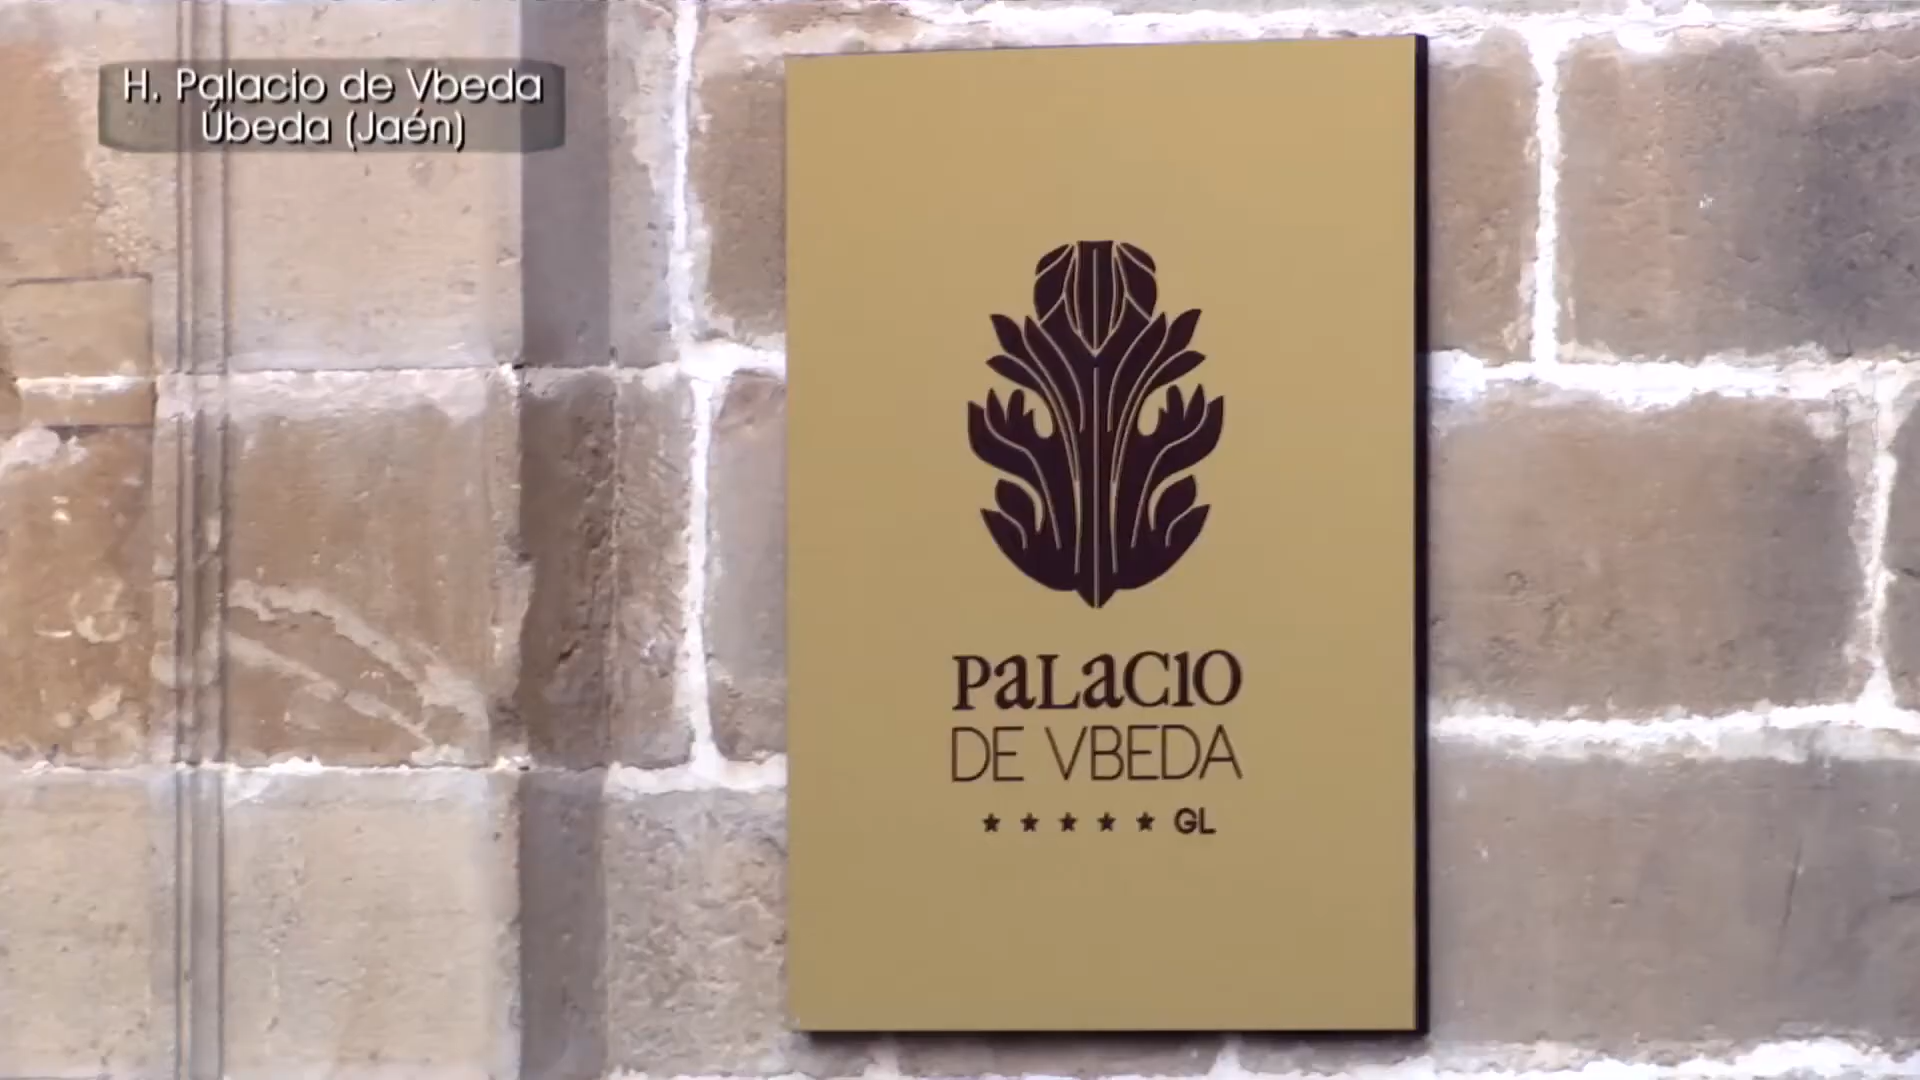 H. Palacio de Vbeda
Úbeda (Jaén)
PaLaCIO
DE VBEDA
★★★★★ GL